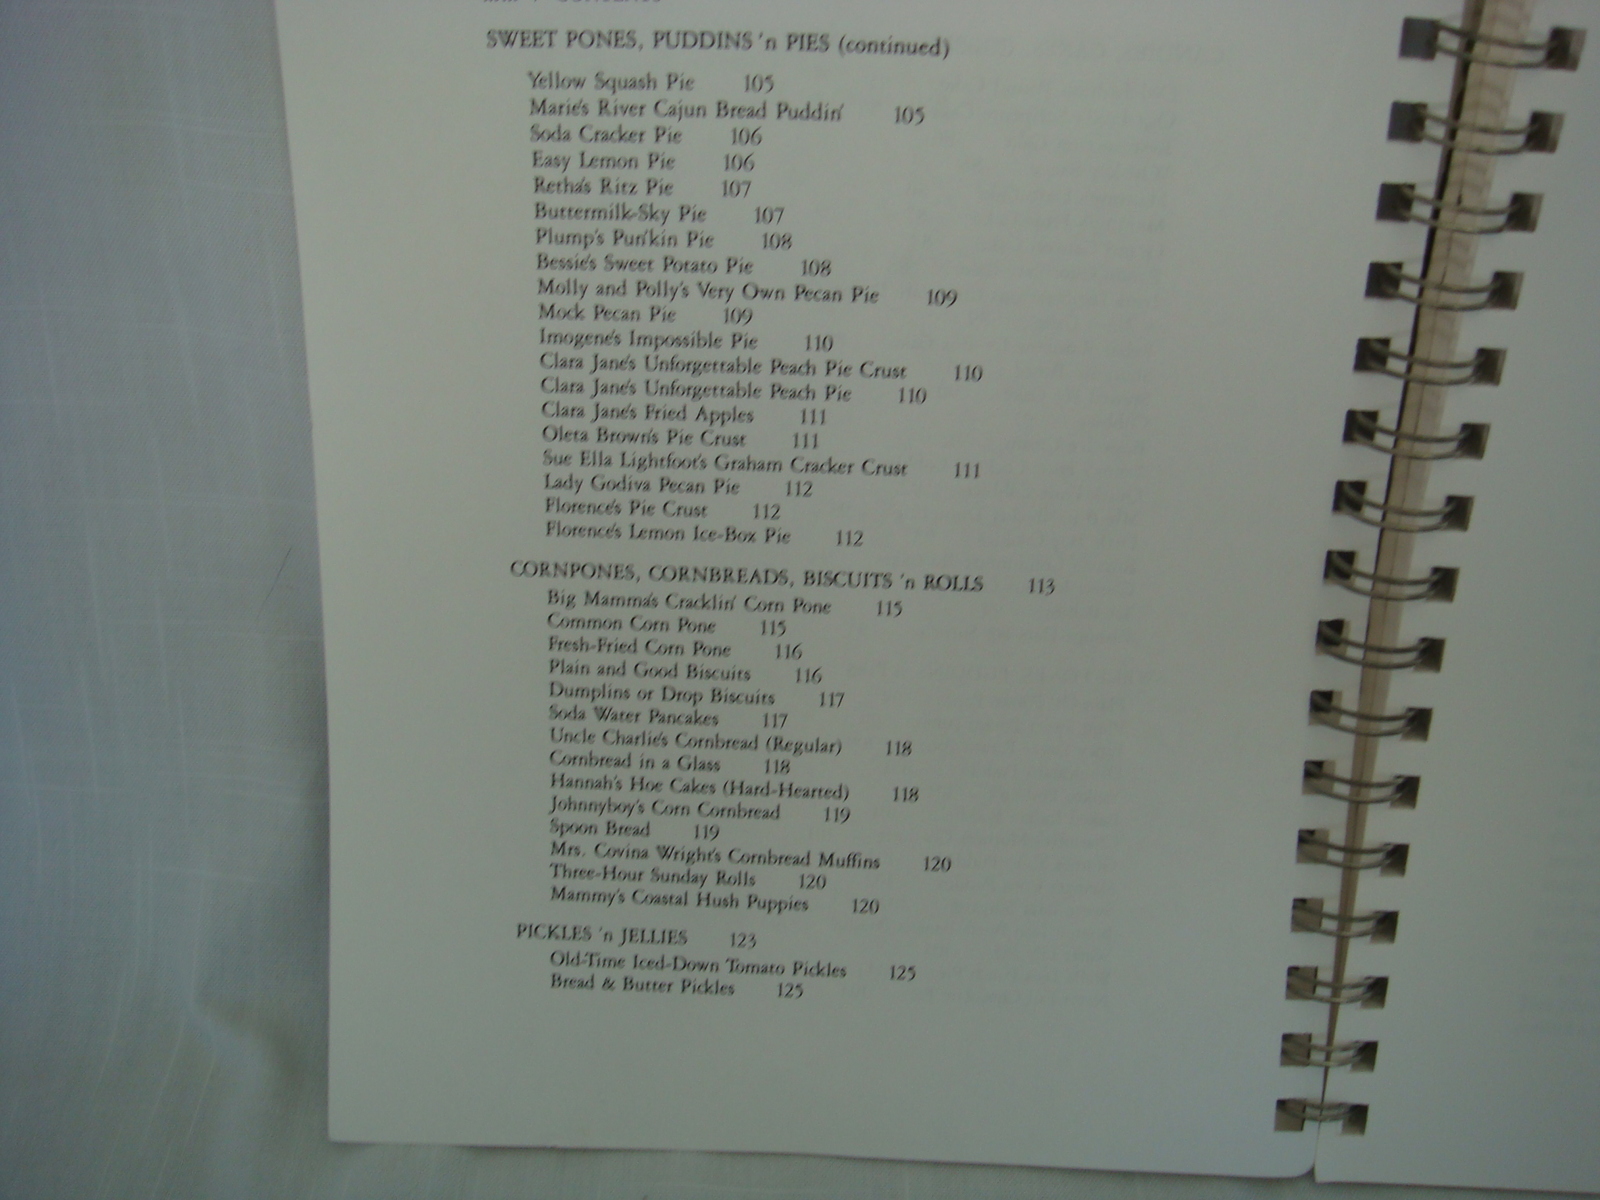 SWEET PONES, PUDDINS 'n PIES (continued)
Yellow Squash Pie 105
Marie's River Cajun Bread Puddin' 105
Soda Cracker Pie 106
Easy Lemon Pie 106
Retha's Ritz Pie 107
Buttermilk-Sky Pie 107
Plump's Pun'kin Pie 108
Bessie's Sweet Potato Pie 108
Molly and Polly's Very Own Pecan Pie 109
Mock Pecan Pie 109
Imogene's Impossible Pie 110
Clara Jane's Unforgettable Peach Pie Crust 110
Clara Jane's Unforgettable Peach Pie 110
Clara Jane's Fried Apples 111
Oleta Brown's Pie Crust 111
Sue Ella Lightfoot's Graham Cracker Crust 111
Lady Godiva Pecan Pie 112
Florence's Pie Crust 112
Florence's Lemon Ice-Box Pie 112
CORNPONES, CORNBREADS, BISCUITS 'n ROLLS 113
Big Mamma's Cracklin' Corn Pone 115
Common Corn Pone 115
Fresh-Fried Corn Pone 116
Plain and Good Biscuits 116
Dumplins or Drop Biscuits 117
Soda Water Pancakes 117
Uncle Charlie's Cornbread (Regular) 118
Cornbread in a Glass 118
Hannah's Hoe Cakes (Hard-Hearted) 118
Johnnyboy's Corn Cornbread 119
Spoon Bread 119
Mrs. Covina Wright's Cornbread Muffins 120
Three-Hour Sunday Rolls 120
Mammy's Coastal Hush Puppies 120
PICKLES 'n JELLIES 123
Old-Time Iced-Down Tomato Pickles 125
Bread & Butter Pickles 125